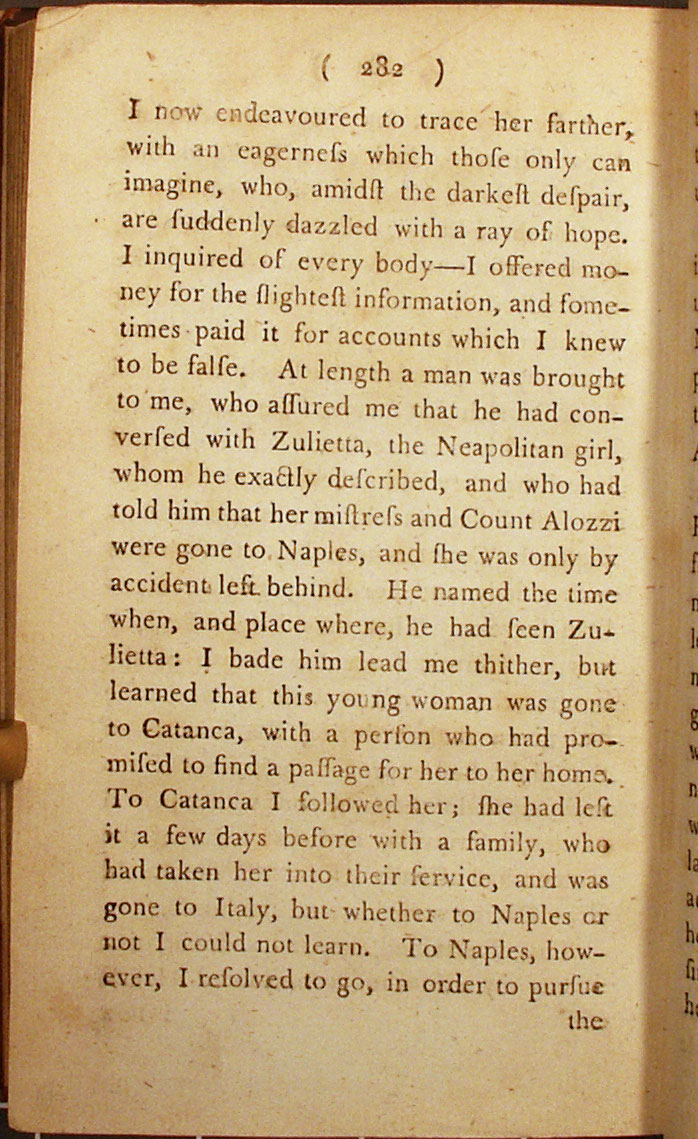 ( 282 )
I now endeavoured to trace her farther,
with an eagerneſs which thoſe only can
imagine, who, amidſt the darkeſt deſpair,
are ſuddenly dazzled with a ray of hope.
I inquired of every body—I offered mo-
ney for the ſlighteſt information, and ſome-
times paid it for accounts which I knew
to be falſe. At length a man was brought
to me, who aſſured me that he had con-
verſed with Zulietta, the Neapolitan girl,
whom he exactly deſcribed, and who had
told him that her miſtreſs and Count Alozzi
were gone to Naples, and ſhe was only by
accident left behind. He named the time
when, and place where, he had ſeen Zu-
lietta: I bade him lead me thither, but
learned that this young woman was gone
to Catanca, with a perſon who had pro-
miſed to find a paſſage for her to her home.
To Catanca I followed her; ſhe had left
it a few days before with a family, who
had taken her into their ſervice, and was
gone to Italy, but whether to Naples or
not I could not learn. To Naples, how-
ever, I reſolved to go, in order to purſue
the